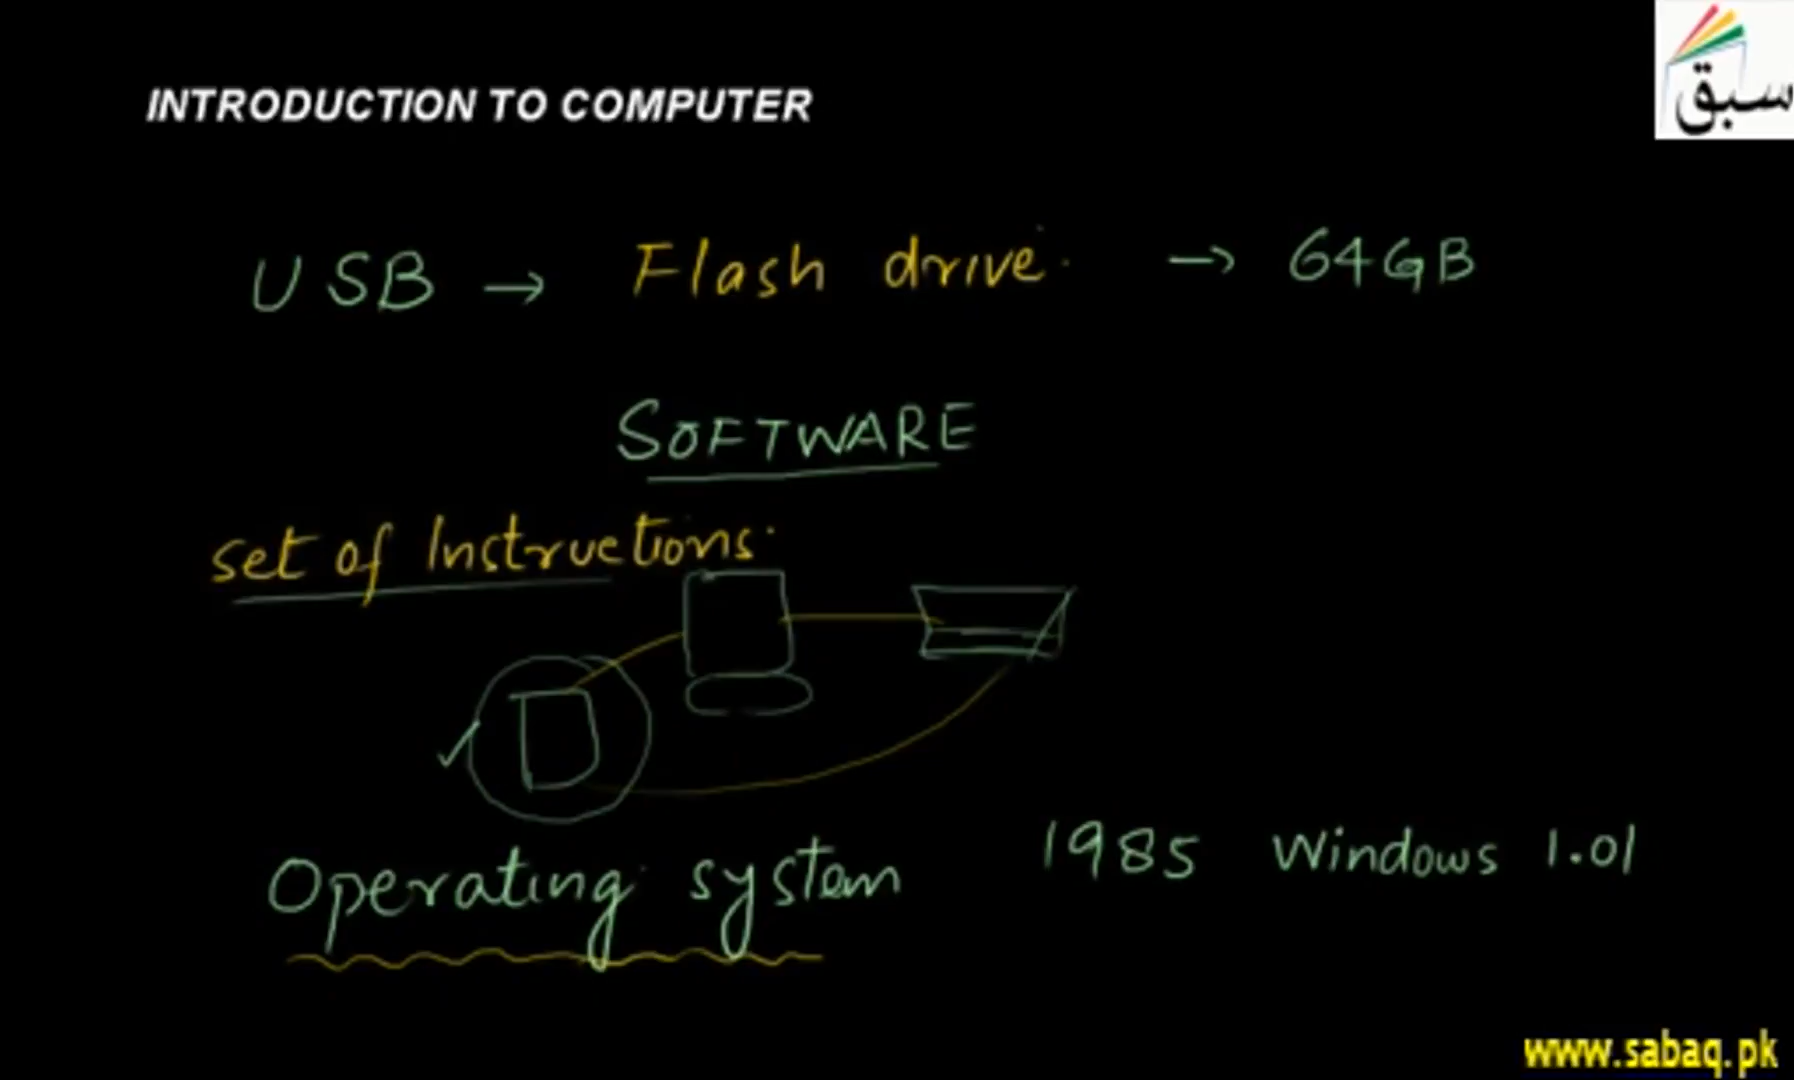 سبق
INTRODUCTION TO COMPUTER
USB → Flash drive. → 64GB
SOFTWARE
set of Instructions.
Operating system 1985 Windows 1.01
www.sabaq.pk